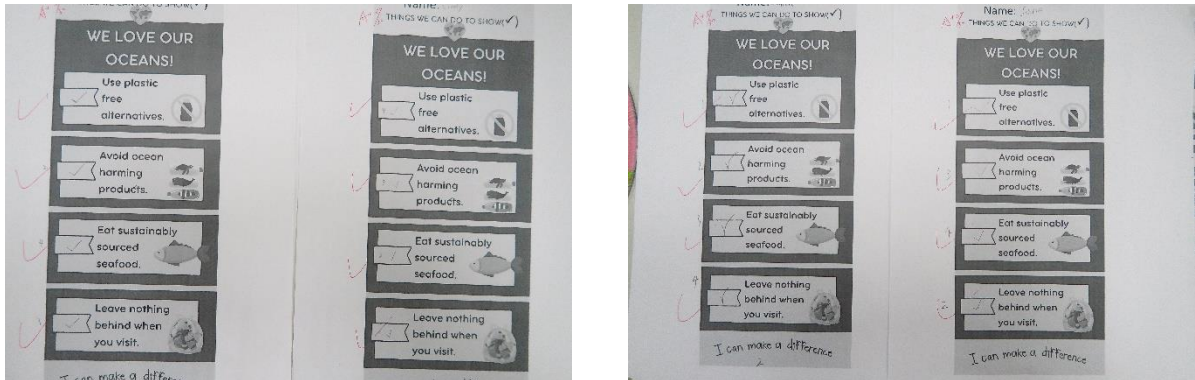 A+
THINGS WE CAN DO TO SHOW(✓)
WE LOVE OUR
OCEANS!
Use plastic
free
alternatives.
Avoid ocean
harming
products.
Eat sustainably
sourced
seafood.
Leave nothing
behind when
you visit.
I can make a
A+
Name:
THINGS WE CAN DO TO SHOW(✓)
WE LOVE OUR
OCEANS!
Use plastic
free
alternatives.
Avoid ocean
harming
products.
Eat sustainably
sourced
seafood.
Leave nothing
behind when
you visit.
A+
THINGS WE CAN DO TO SHOW(✓)
WE LOVE OUR
OCEANS!
Use plastic
free
alternatives.
Avoid ocean
harming
products.
Eat sustainably
sourced
seafood.
Leave nothing
behind when
you visit.
I can make a difference
A+
Name: Jane
THINGS WE CAN DO TO SHOW(✓)
WE LOVE OUR
OCEANS!
Use plastic
free
alternatives.
Avoid ocean
harming
products.
Eat sustainably
sourced
seafood.
Leave nothing
behind when
you visit.
I can make a difference